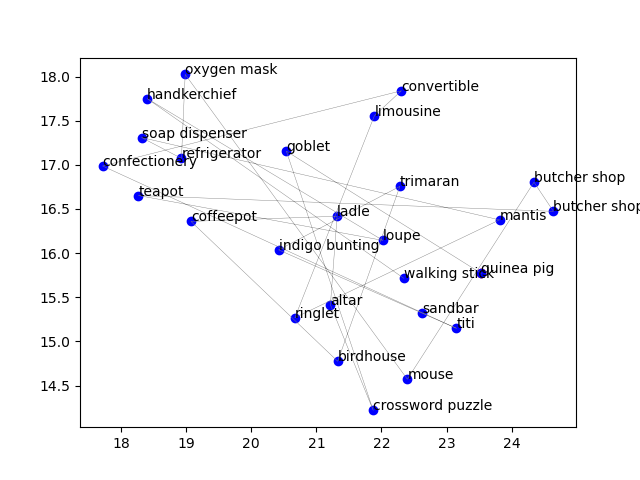 oxygen mask
convertible
handkerchief
limousine
soap dispenser
goblet
refrigerator
confectionery
butcher shop
trimaran
teapot
butcher shop
ladle
mantis
coffeepot
loupe
indigo bunting
guinea pig
walking stick
altar
sandbar
ringlet
titi
birdhouse
mouse
crossword puzzle
18.0
17.5
17.0
16.5
16.0
15.5
15.0
14.5
18 19 20 21 22 23 24